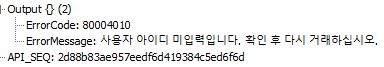 Output {} (2)
ErrorCode: 80004010
ErrorMessage: 사용자 아이디 미입력입니다. 확인 후 다시 거래하십시오.
API_SEQ: 2d88b83ae957eedf6d419384c5ed6f6d